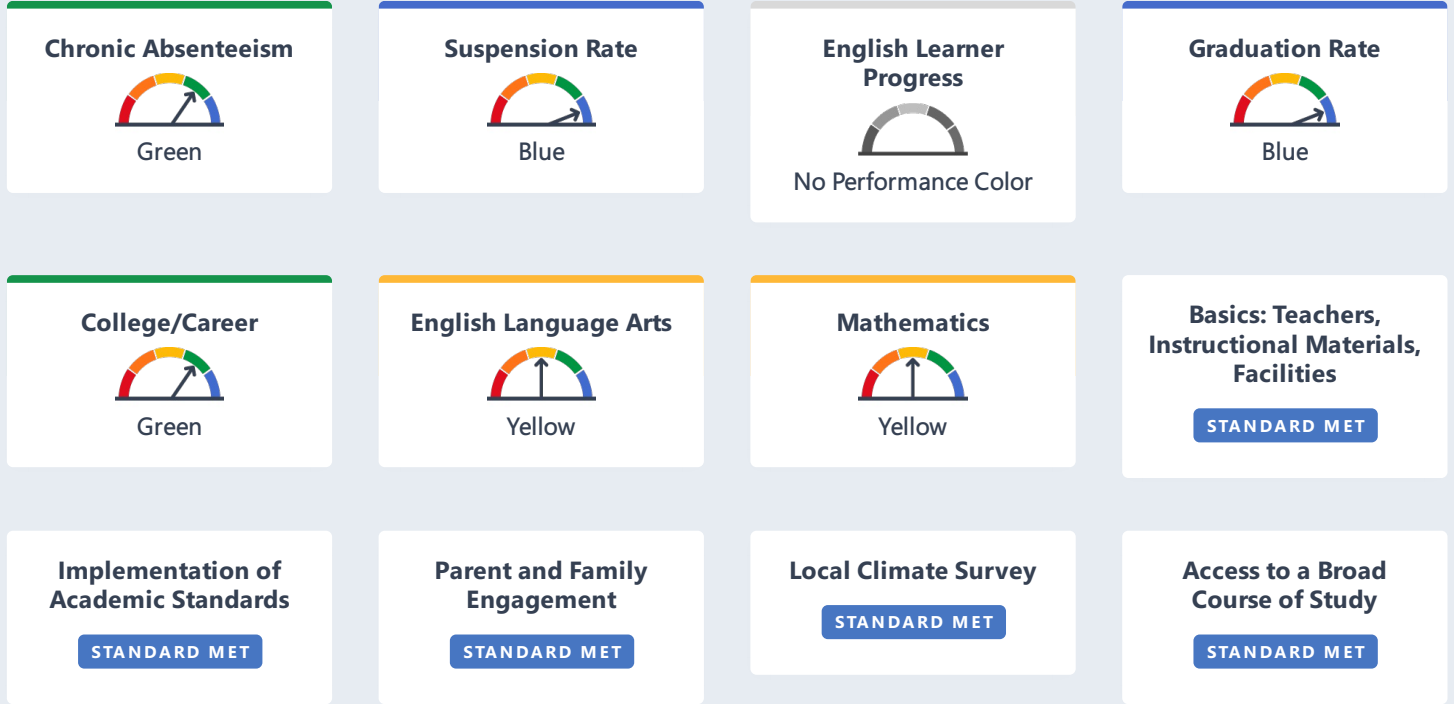 Chronic Absenteeism
Green
Suspension Rate
Blue
English Learner
Progress
No Performance Color
Graduation Rate
Blue
College/Career
Green
English Language Arts
Yellow
Mathematics
Yellow
Basics: Teachers,
Instructional Materials,
Facilities
STANDARD MET
Implementation of
Academic Standards
STANDARD MET
Parent and Family
Engagement
STANDARD MET
Local Climate Survey
STANDARD MET
Access to a Broad
Course of Study
STANDARD MET